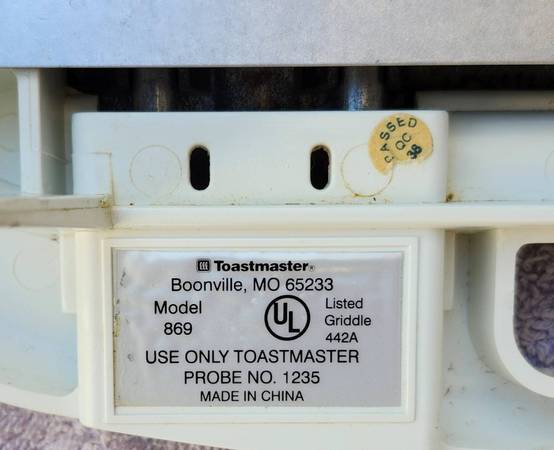 PASSED
QC
38
Toastmaster®
Boonville, MO 65233
Model
869
UL
Listed
Griddle
442A
USE ONLY TOASTMASTER
PROBE NO. 1235
MADE IN CHINA